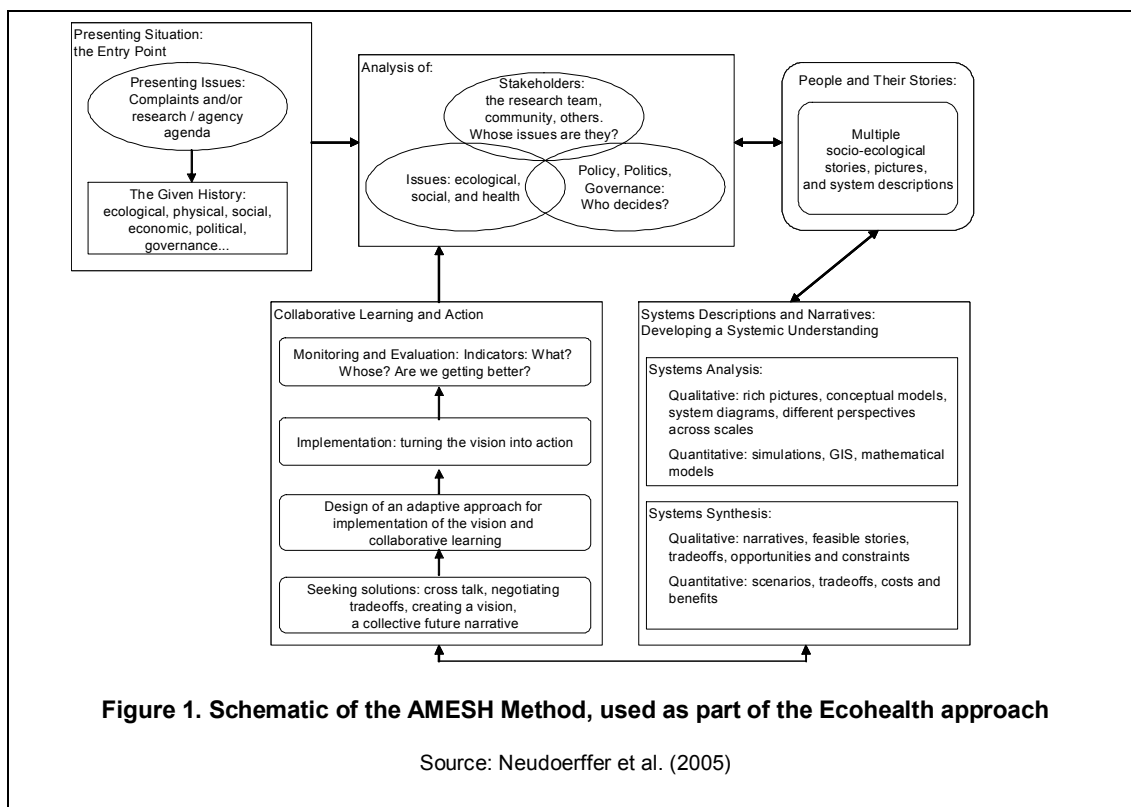 Presenting Situation:
the Entry Point
Presenting Issues:
Complaints and/or
research / agency
agenda
The Given History:
ecological, physical, social,
economic, political,
governance...
Analysis of:
Stakeholders:
the research team,
community, others.
Whose issues are they?
Issues: ecological,
social, and health
Policy, Politics,
Governance:
Who decides?
People and Their Stories:
Multiple
socio-ecological
stories, pictures,
and system descriptions
Collaborative Learning and Action
Monitoring and Evaluation: Indicators: What?
Whose? Are we getting better?
Implementation: turning the vision into action
Design of an adaptive approach for
implementation of the vision and
collaborative learning
Seeking solutions: cross talk, negotiating
tradeoffs, creating a vision,
a collective future narrative
Systems Descriptions and Narratives:
Developing a Systemic Understanding
Systems Analysis:
Qualitative: rich pictures, conceptual models,
system diagrams, different perspectives
across scales
Quantitative: simulations, GIS, mathematical
models
Systems Synthesis:
Qualitative: narratives, feasible stories,
tradeoffs, opportunities and constraints
Quantitative: scenarios, tradeoffs, costs and
benefits
Figure 1. Schematic of the AMESH Method, used as part of the Ecohealth approach
Source: Neudoerffer et al. (2005)